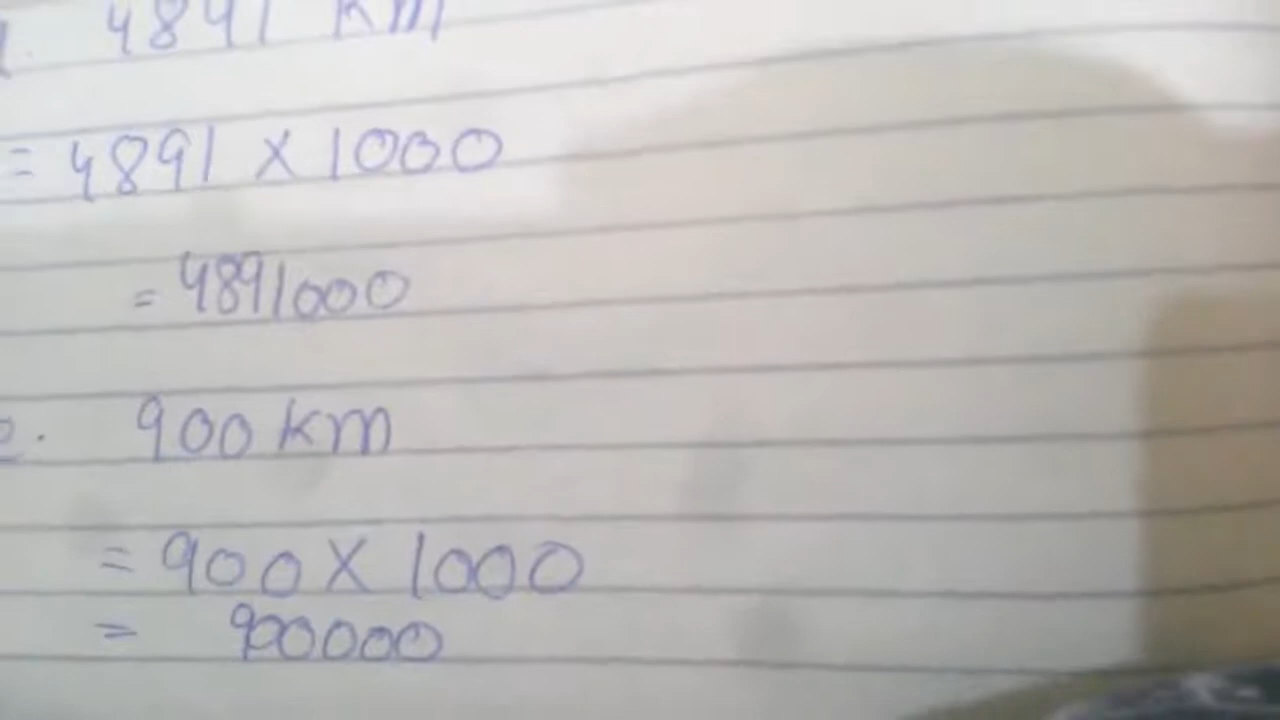 4891 km
= 4891 X 1000
= 4891000
e. 900 km
= 900 X 1000
= 900000